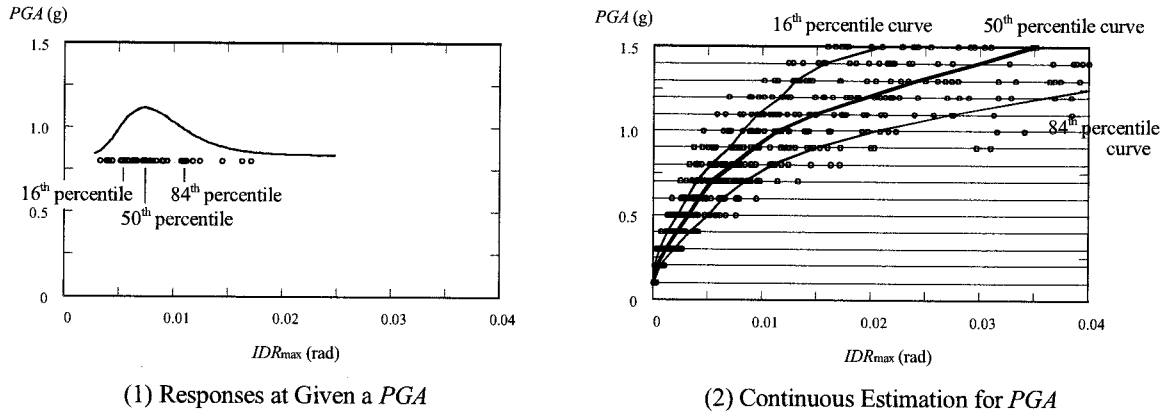 PGA (g)
1.5
1.0
0.5
0
16th percentile
84th percentile
50th percentile
0
0.01
0.02
0.03
0.04
IDRmax (rad)
(1) Responses at Given a PGA
PGA (g)
16th percentile curve
50th percentile curve
1.5
1.0
0.5
0
84th percentile
curve
0
0.01
0.02
0.03
0.04
IDRmax (rad)
(2) Continuous Estimation for PGA